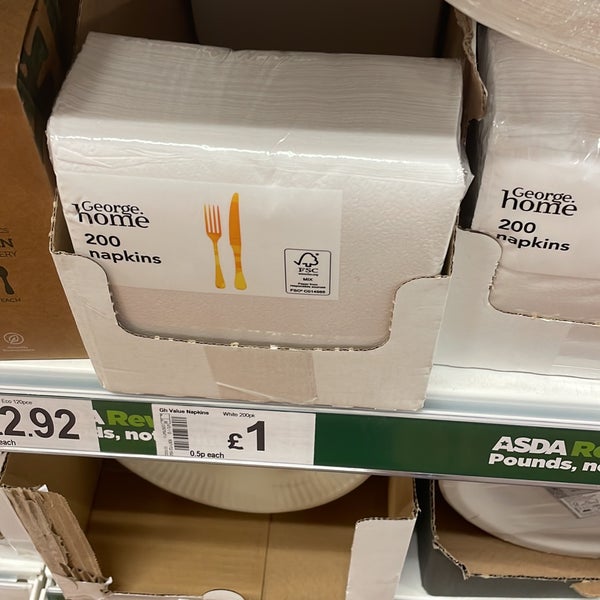 George.
home
200
napkins
FSC
MIX
George.
home
200
napkins
Eco 120pce
2.92
each
Gh Value Napkins
White 200pk
£1
0.5p each
ASDA Re
Pounds, no